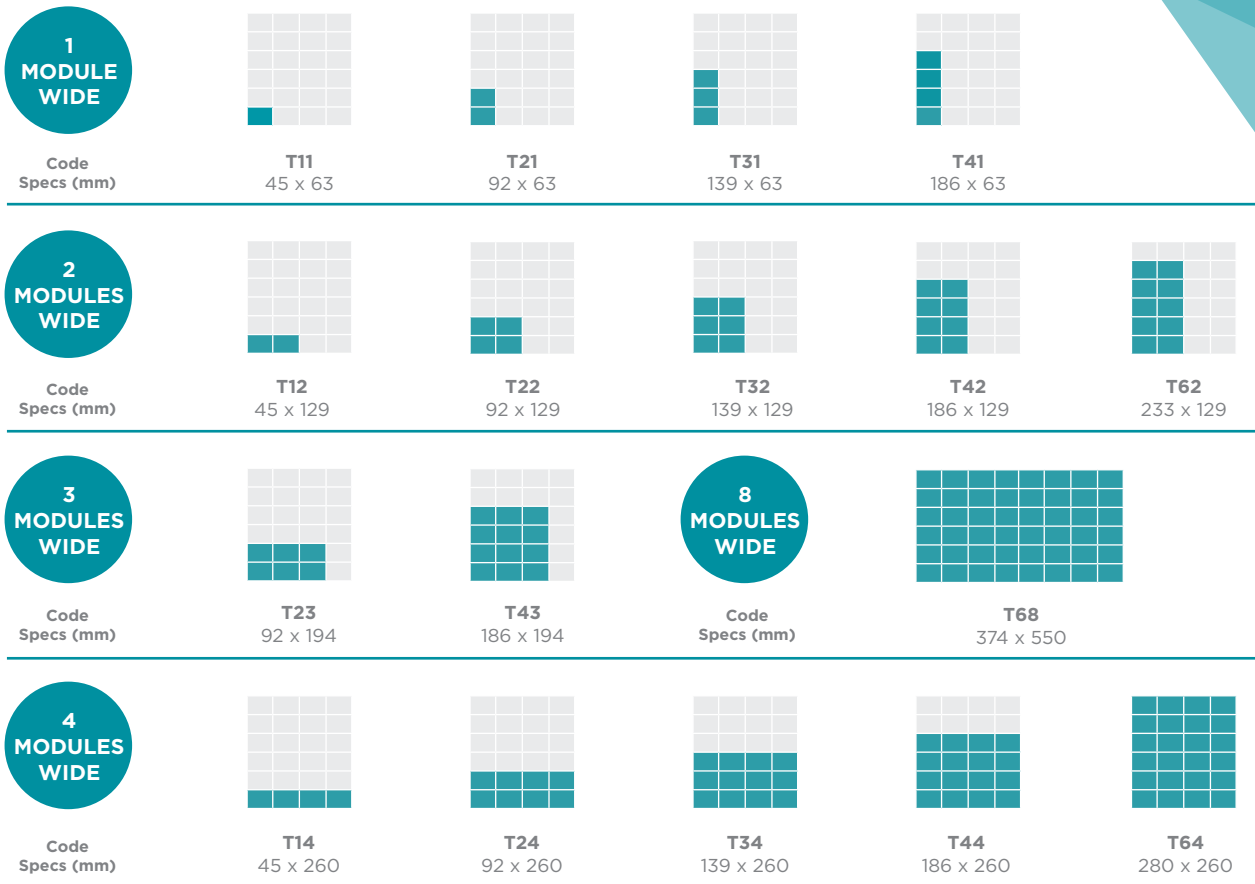 1
MODULE
WIDE
Code
Specs (mm)
T11
45 x 63
T21
92 x 63
T31
139 x 63
T41
186 x 63
2
MODULES
WIDE
Code
Specs (mm)
T12
45 x 129
T22
92 x 129
T32
139 x 129
T42
186 x 129
T62
233 x 129
3
MODULES
WIDE
Code
Specs (mm)
T23
92 x 194
T43
186 x 194
8
MODULES
WIDE
Code
Specs (mm)
T68
374 x 550
4
MODULES
WIDE
Code
Specs (mm)
T14
45 x 260
T24
92 x 260
T34
139 x 260
T44
186 x 260
T64
280 x 260